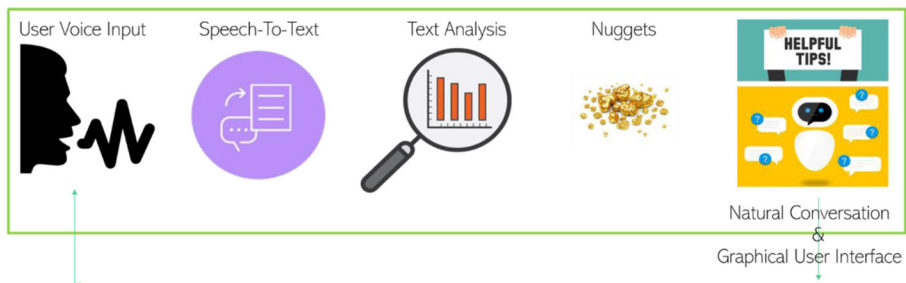 User Voice Input
Speech-To-Text
Text Analysis
Nuggets
HELPFUL
TIPS!
?
?
?
?
?
Natural Conversation
&
Graphical User Interface